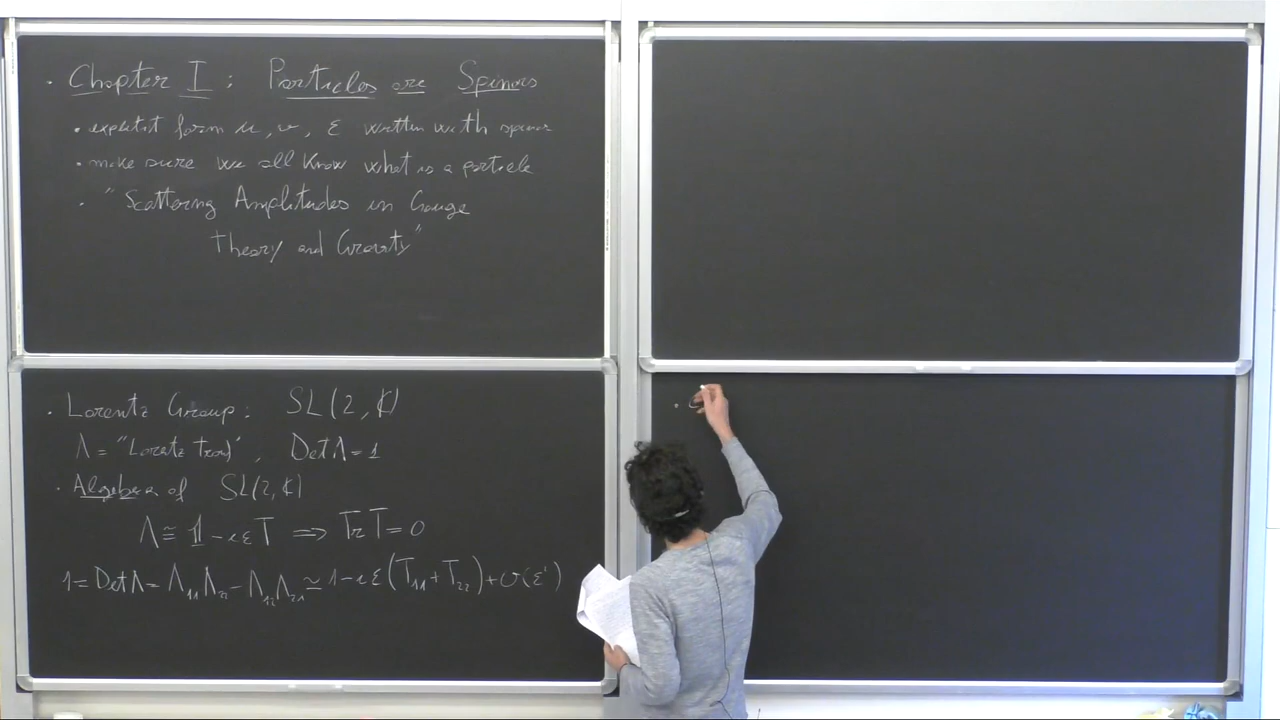 · Chapter I : Particles are Spinors
· explicit form u, v, ε written with spinors
· make sure we all know what is a particle
· "Scattering Amplitudes in Gauge
Theory and Gravity"
· Lorentz Group : SL(2, ℂ)
Λ = "Lorentz transf", Det Λ = 1
· Algebra of SL(2, ℂ)
Λ ≅ 𝟙 - iεT ⟹ Tr T = 0
1 = Det Λ = Λ₁₁Λ₂₂ - Λ₁₂Λ₂₁ ≃ 1 - iε(T₁₁ + T₂₂) + O(ε²)